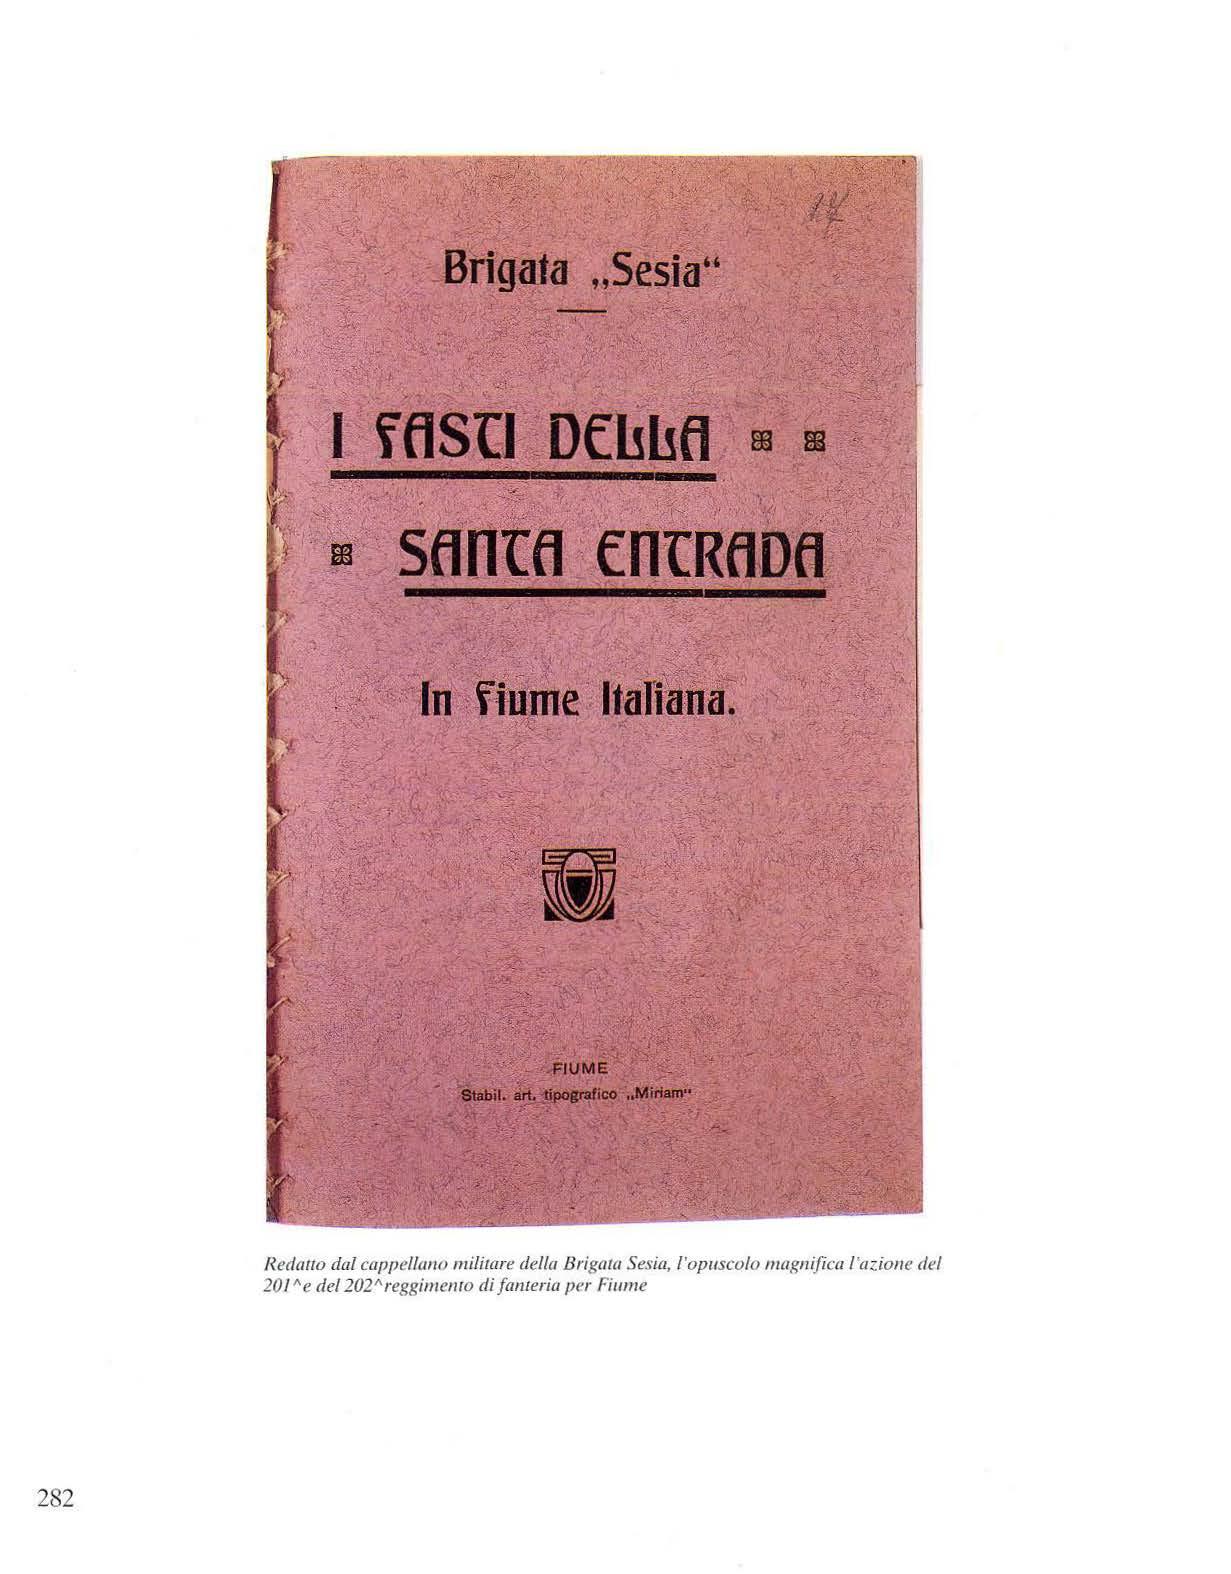 Brigata „Sesia“
I FASTI DELLA
SANTA ENTRADA
In Fiume Italiana.
FIUME
Stabil. art. tipografico „Miriam“
Redatto dal cappellano militare della Brigata Sesia, l'opuscolo magnifica l'azione del
201^e del 202^reggimento di fanteria per Fiume
282